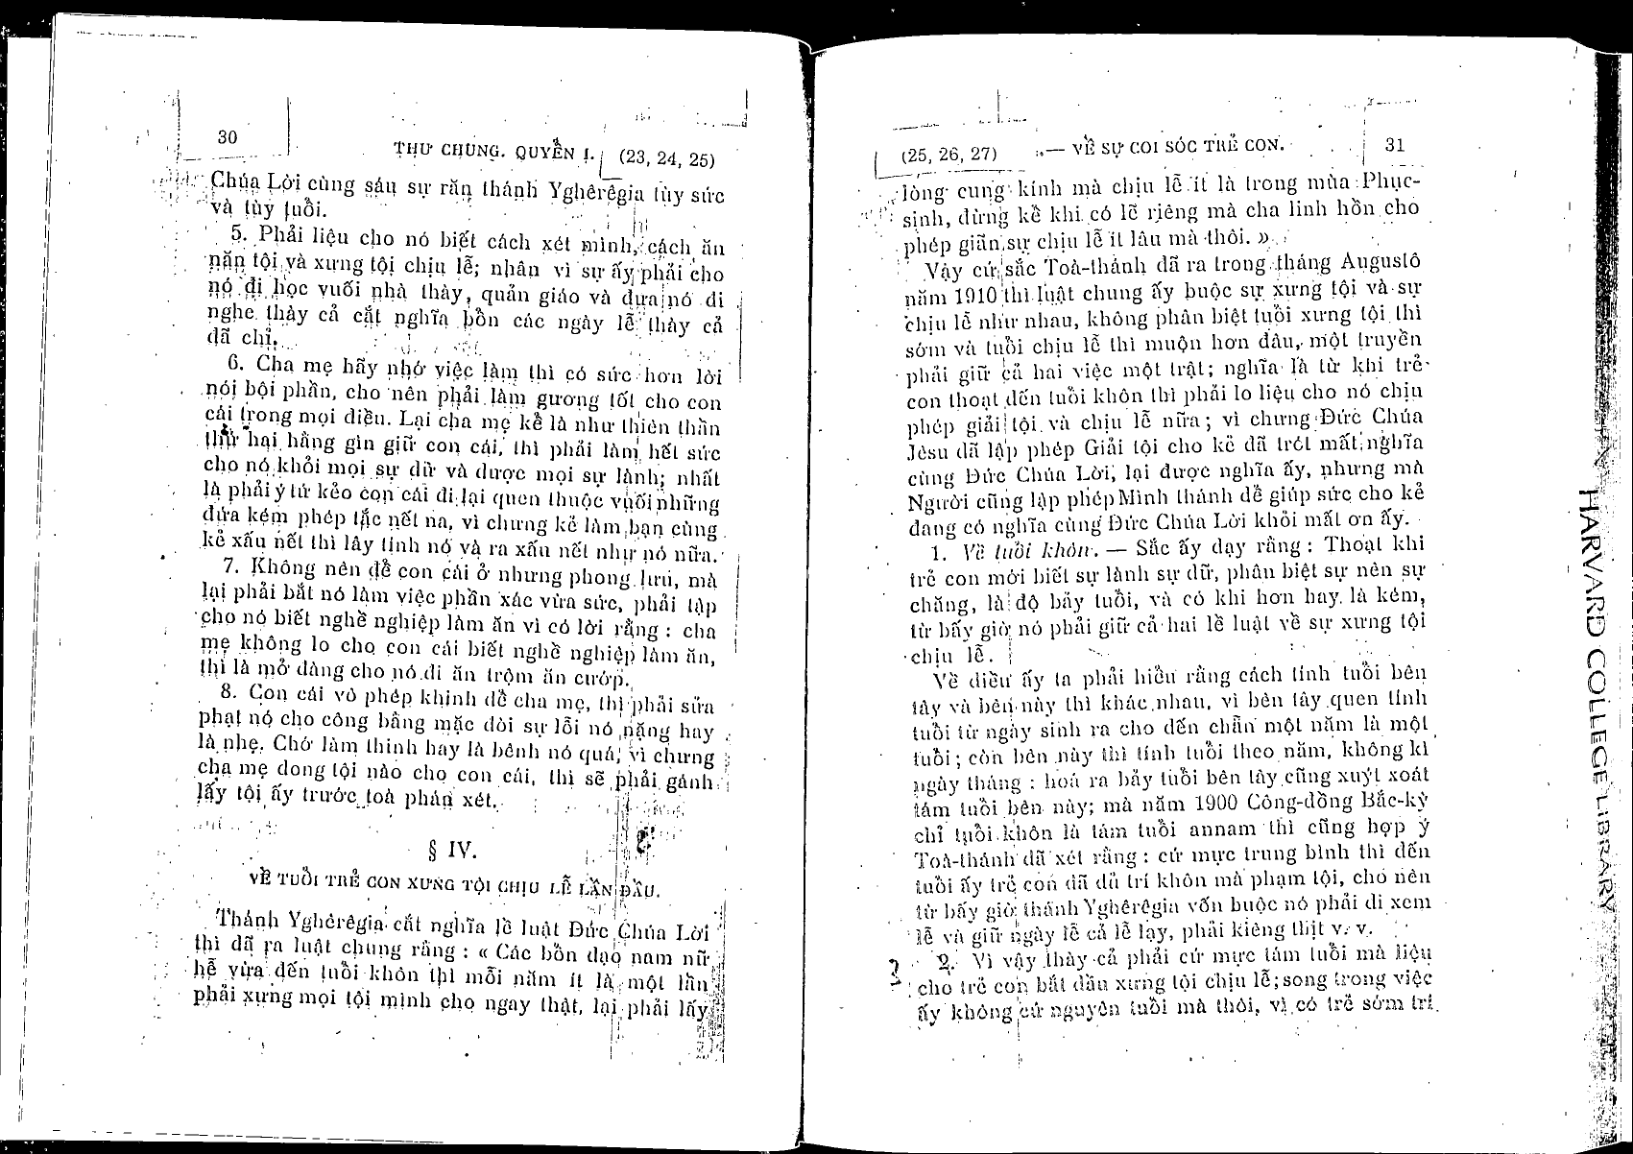 30
THƯ CHUNG. QUYỂN I. (23, 24, 25)
Chúa Lời cùng sáu sự răn thánh Yghêrêgia tùy sức
và tùy tuổi.
5. Phải liệu cho nó biết cách xét mình, cách ăn
năn tội và xưng tội chịu lễ; nhân vì sự ấy phải cho
nó đi học vuối nhà thày, quản giáo và đưa nó đi
nghe thày cả cắt nghĩa bổn các ngày lễ thày cả
đã chỉ.
6. Cha mẹ hãy nhớ việc làm thì có sức hơn lời
nói bội phần, cho nên phải làm gương tốt cho con
cái trong mọi điều. Lại cha mẹ kể là như thiên thần
thứ hai hằng gìn giữ con cái, thì phải làm hết sức
cho nó khỏi mọi sự dữ và được mọi sự lành; nhất
là phải ý tứ kẻo con cái đi lại quen thuộc vuối những
đứa kém phép tắc nết na, vì chưng kẻ làm bạn cùng
kẻ xấu nết thì lây tính nó và ra xấu nết như nó nữa.
7. Không nên để con cái ở nhưng phong lưu, mà
lại phải bắt nó làm việc phần xác vừa sức, phải tập
cho nó biết nghề nghiệp làm ăn vì có lời rằng : cha
mẹ không lo cho con cái biết nghề nghiệp làm ăn,
thì là mở đàng cho nó đi ăn trộm ăn cướp.
8. Con cái vô phép khinh dể cha mẹ, thì phải sửa
phạt nó cho công bằng mặc đòi sự lỗi nó nặng hay
là nhẹ. Chớ làm thinh hay là bênh nó quá, vì chưng
cha mẹ dong tội nào cho con cái, thì sẽ phải gánh
lấy tội ấy trước toà phán xét.
§ IV.
VỀ TUỔI TRẺ CON XƯNG TỘI CHỊU LỄ LẦN ĐẦU.
Thánh Yghêrêgia cắt nghĩa lề luật Đức Chúa Lời
thì đã ra luật chung rằng : « Các bổn đạo nam nữ
hễ vừa đến tuổi khôn thì mỗi năm ít là một lần
phải xưng mọi tội mình cho ngay thật, lại phải lấy
(25, 26, 27) — VỀ SỰ COI SÓC TRẺ CON. 31
lòng cung kính mà chịu lễ ít là trong mùa Phục-
sinh, đừng kể khi có lẽ riêng mà cha linh hồn cho
phép giãn sự chịu lễ ít lâu mà thôi. »
Vậy cứ sắc Toà-thánh đã ra trong tháng Augustô
năm 1910 thì luật chung ấy buộc sự xưng tội và sự
chịu lễ như nhau, không phân biệt tuổi xưng tội thì
sớm và tuổi chịu lễ thì muộn hơn đâu, một truyền
phải giữ cả hai việc một trật; nghĩa là từ khi trẻ
con thoạt đến tuổi khôn thì phải lo liệu cho nó chịu
phép giải tội và chịu lễ nữa; vì chưng Đức Chúa
Jêsu đã lập phép Giải tội cho kẻ đã trót mất nghĩa
cùng Đức Chúa Lời, lại được nghĩa ấy, nhưng mà
Người cũng lập phép Mình thánh để giúp sức cho kẻ
đang có nghĩa cùng Đức Chúa Lời khỏi mất ơn ấy.
1. Về tuổi khôn. — Sắc ấy dạy rằng : Thoạt khi
trẻ con mới biết sự lành sự dữ, phân biệt sự nên sự
chăng, là độ bảy tuổi, và có khi hơn hay là kém,
từ bấy giờ nó phải giữ cả hai lề luật về sự xưng tội
chịu lễ.
Về điều ấy ta phải hiểu rằng cách tính tuổi bên
tây và bên này thì khác nhau, vì bên tây quen tính
tuổi từ ngày sinh ra cho đến chẵn một năm là một
tuổi; còn bên này thì tính tuổi theo năm, không kì
ngày tháng : hoá ra bảy tuổi bên tây cũng xuýt xoát
tám tuổi bên này; mà năm 1900 Công-đồng Bắc-kỳ
chỉ tuổi khôn là tám tuổi annam thì cũng hợp ý
Toà-thánh đã xét rằng : cứ mực trung bình thì đến
tuổi ấy trẻ con đã đủ trí khôn mà phạm tội, cho nên
từ bấy giờ thánh Yghêrêgia vốn buộc nó phải đi xem
lễ và giữ ngày lễ cả lễ lạy, phải kiêng thịt v. v.
2. Vì vậy thày cả phải cứ mực tám tuổi mà liệu
cho trẻ con bắt đầu xưng tội chịu lễ; song trong việc
ấy không cứ nguyên tuổi mà thôi, vì có trẻ sớm trí
HARVARD COLLEGE LIBRARY